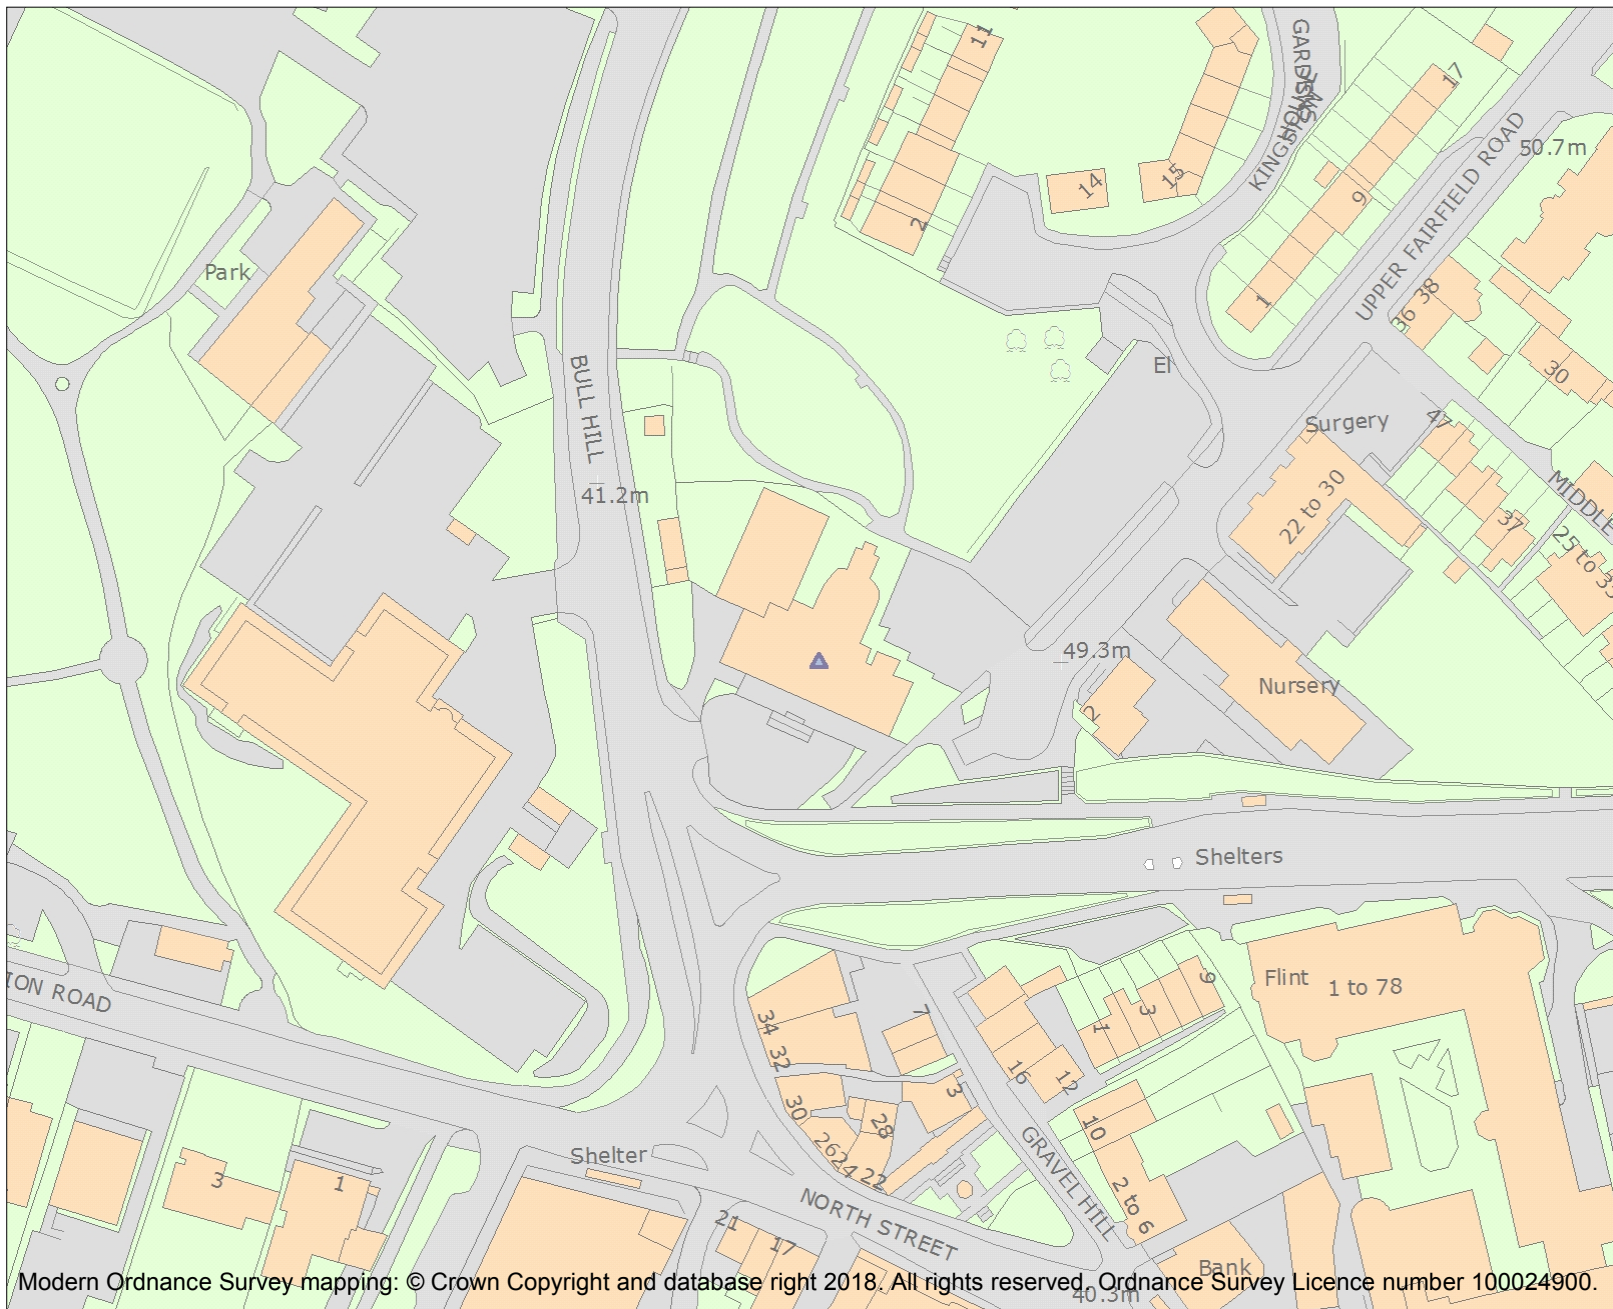 11
GARDENS
KINGSTON
17
50.7m
UPPER FAIRFIELD ROAD
14
15
9
2
Park
1
38
36
El
30
BULL HILL
Surgery
47
41.2m
22 to 30
MIDDLE
37
25 to
49.3m
Nursery
2
Shelters
ION ROAD
Flint
1 to 78
9
34
7
3
1
32
16
12
3
30
28
10
26
24
22
GRAVEL HILL
Shelter
3
1
2 to 6
NORTH STREET
21
17
Bank
Modern Ordnance Survey mapping: © Crown Copyright and database right 2018. All rights reserved. Ordnance Survey Licence number 100024900.
40.3m